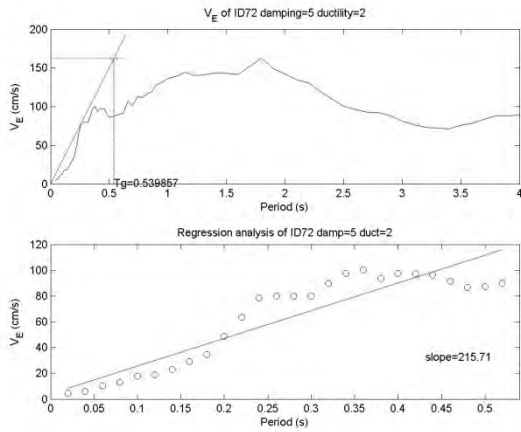 V_E of ID72 damping=5 ductility=2
200
150
100
50
0
V_E (cm/s)
Tg=0.539857
0 0.5 1 1.5 2 2.5 3 3.5 4
Period (s)
Regression analysis of ID72 damp=5 duct=2
120
100
80
60
40
20
0
V_E (cm/s)
slope=215.71
0 0.05 0.1 0.15 0.2 0.25 0.3 0.35 0.4 0.45 0.5
Period (s)